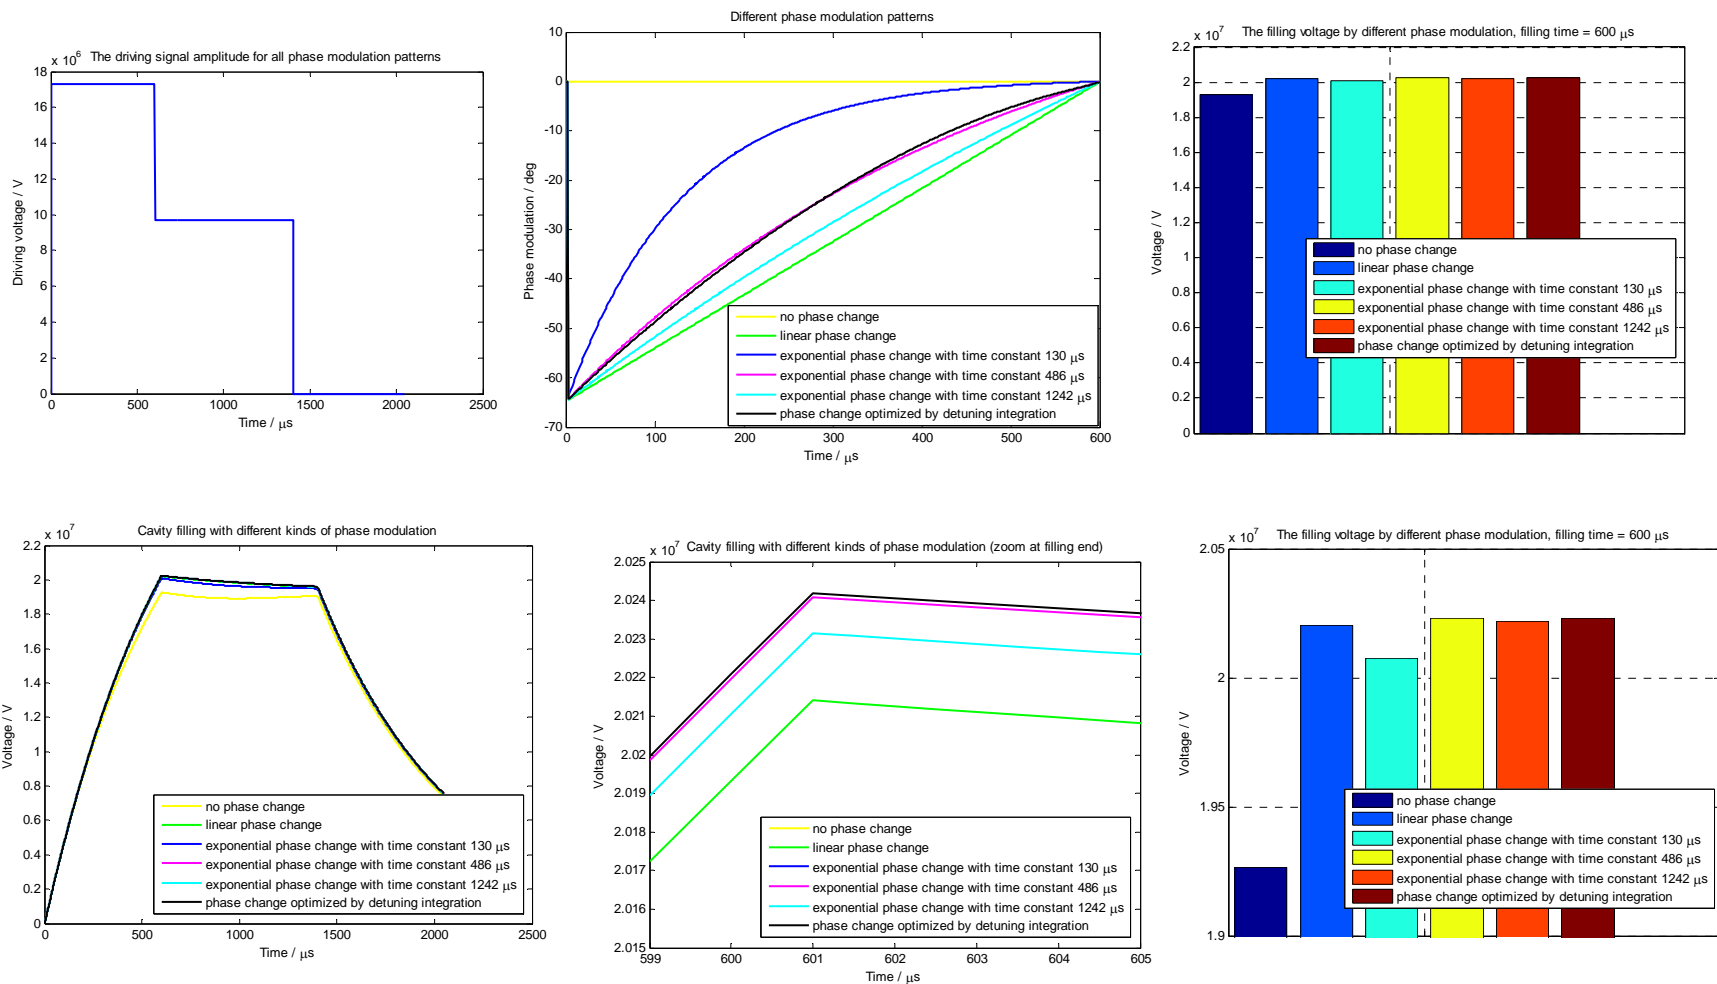 x 10^6 The driving signal amplitude for all phase modulation patterns
18
16
14
12
10
8
6
4
2
0
Driving voltage / V
0 500 1000 1500 2000 2500
Time / μs
Different phase modulation patterns
10
0
-10
-20
-30
-40
-50
-60
-70
Phase modulation / deg
no phase change
linear phase change
exponential phase change with time constant 130 μs
exponential phase change with time constant 486 μs
exponential phase change with time constant 1242 μs
phase change optimized by detuning integration
0 100 200 300 400 500 600
Time / μs
x 10^7 The filling voltage by different phase modulation, filling time = 600 μs
2.2
2
1.8
1.6
1.4
1.2
1
0.8
0.6
0.4
0.2
0
Voltage / V
no phase change
linear phase change
exponential phase change with time constant 130 μs
exponential phase change with time constant 486 μs
exponential phase change with time constant 1242 μs
phase change optimized by detuning integration
x 10^7 Cavity filling with different kinds of phase modulation
2.2
2
1.8
1.6
1.4
1.2
1
0.8
0.6
0.4
0.2
0
Voltage / V
no phase change
linear phase change
exponential phase change with time constant 130 μs
exponential phase change with time constant 486 μs
exponential phase change with time constant 1242 μs
phase change optimized by detuning integration
0 500 1000 1500 2000 2500
Time / μs
x 10^7 Cavity filling with different kinds of phase modulation (zoom at filling end)
2.025
2.024
2.023
2.022
2.021
2.02
2.019
2.018
2.017
2.016
2.015
Voltage / V
no phase change
linear phase change
exponential phase change with time constant 130 μs
exponential phase change with time constant 486 μs
exponential phase change with time constant 1242 μs
phase change optimized by detuning integration
599 600 601 602 603 604 605
Time / μs
x 10^7 The filling voltage by different phase modulation, filling time = 600 μs
2.05
2
1.95
1.9
Voltage / V
no phase change
linear phase change
exponential phase change with time constant 130 μs
exponential phase change with time constant 486 μs
exponential phase change with time constant 1242 μs
phase change optimized by detuning integration